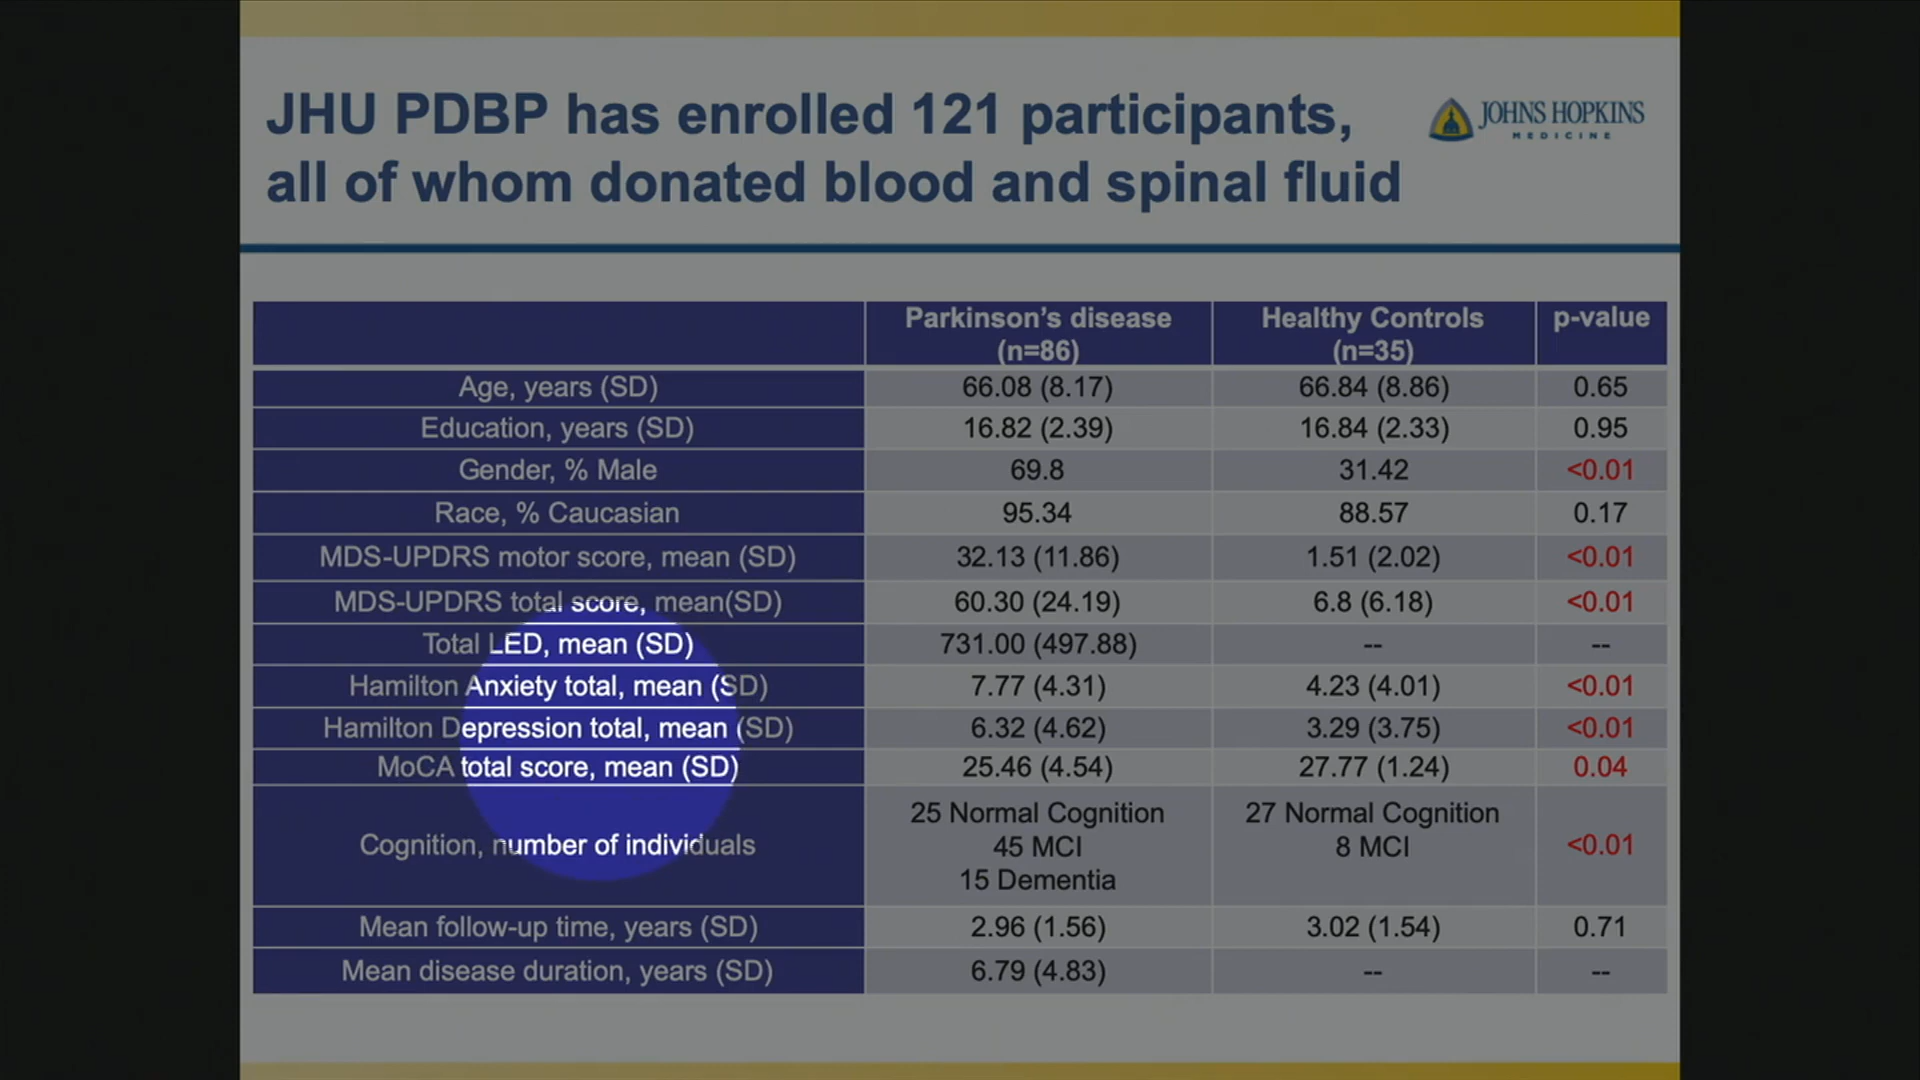 JHU PDBP has enrolled 121 participants,
all of whom donated blood and spinal fluid
JOHNS HOPKINS
MEDICINE
Parkinson's disease (n=86) Healthy Controls (n=35) p-value
Age, years (SD) 66.08 (8.17) 66.84 (8.86) 0.65
Education, years (SD) 16.82 (2.39) 16.84 (2.33) 0.95
Gender, % Male 69.8 31.42 <0.01
Race, % Caucasian 95.34 88.57 0.17
MDS-UPDRS motor score, mean (SD) 32.13 (11.86) 1.51 (2.02) <0.01
MDS-UPDRS total score, mean(SD) 60.30 (24.19) 6.8 (6.18) <0.01
Total LED, mean (SD) 731.00 (497.88) -- --
Hamilton Anxiety total, mean (SD) 7.77 (4.31) 4.23 (4.01) <0.01
Hamilton Depression total, mean (SD) 6.32 (4.62) 3.29 (3.75) <0.01
MoCA total score, mean (SD) 25.46 (4.54) 27.77 (1.24) 0.04
Cognition, number of individuals 25 Normal Cognition 45 MCI 15 Dementia 27 Normal Cognition 8 MCI <0.01
Mean follow-up time, years (SD) 2.96 (1.56) 3.02 (1.54) 0.71
Mean disease duration, years (SD) 6.79 (4.83) -- --